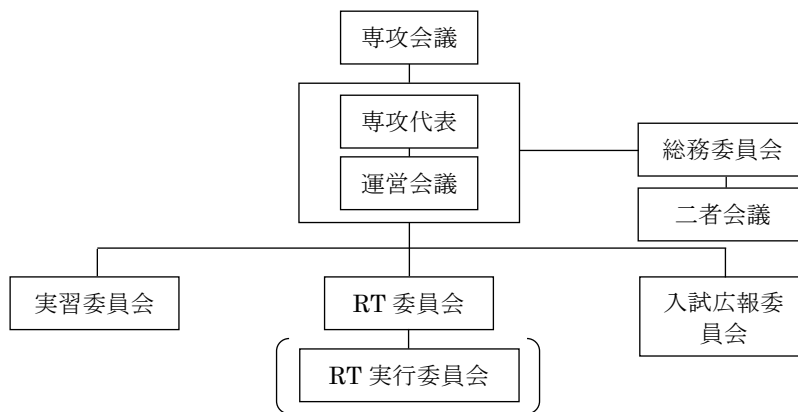 専攻会議
専攻代表
運営会議
総務委員会
二者会議
実習委員会
RT 委員会
入試広報委
員会
RT 実行委員会